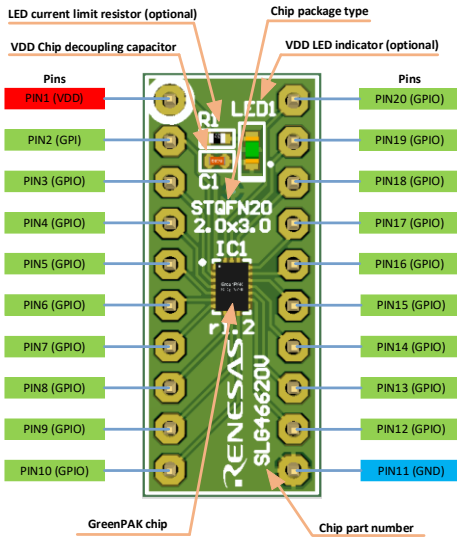 LED current limit resistor (optional)
Chip package type
VDD Chip decoupling capacitor
VDD LED indicator (optional)
Pins
Pins
PIN1 (VDD)
PIN20 (GPIO)
PIN2 (GPI)
PIN19 (GPIO)
PIN3 (GPIO)
PIN18 (GPIO)
PIN4 (GPIO)
PIN17 (GPIO)
PIN5 (GPIO)
PIN16 (GPIO)
PIN6 (GPIO)
PIN15 (GPIO)
PIN7 (GPIO)
PIN14 (GPIO)
PIN8 (GPIO)
PIN13 (GPIO)
PIN9 (GPIO)
PIN12 (GPIO)
PIN10 (GPIO)
PIN11 (GND)
LED1
R1
C1
STQFN20
2.0x3.0
IC1
RENESAS
SLG46620V
GreenPAK chip
Chip part number